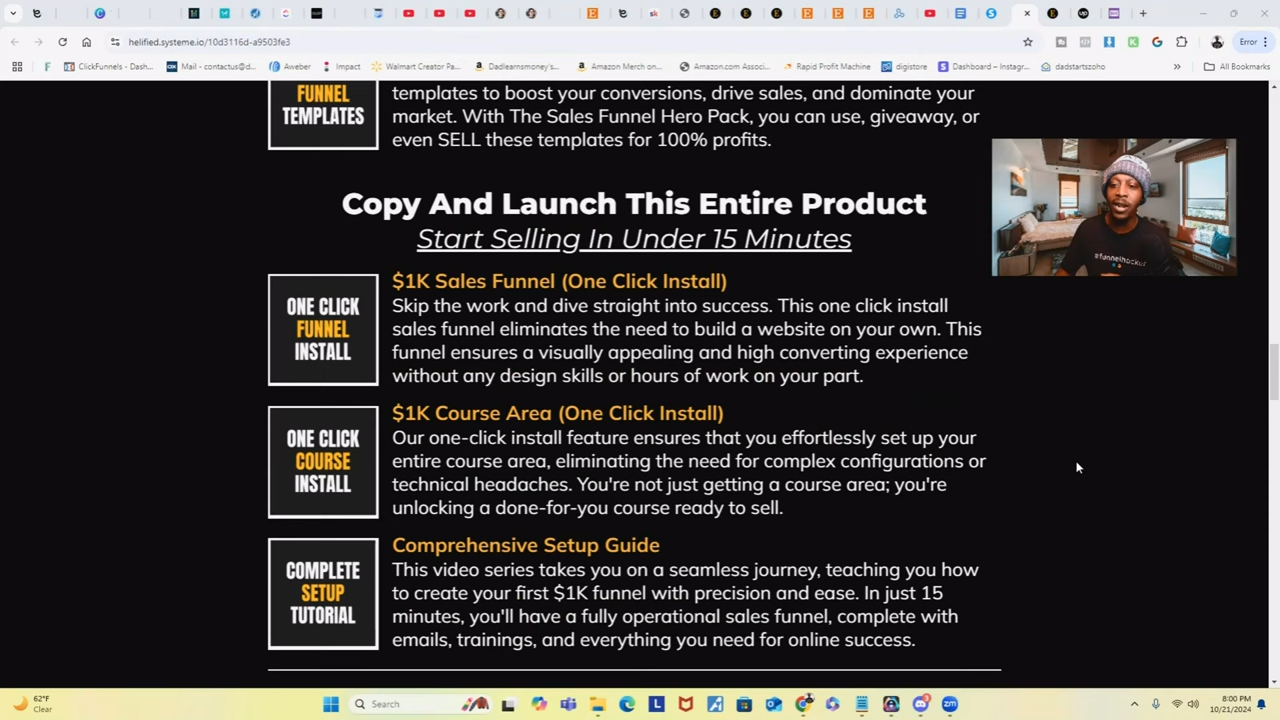 helified.systeme.io/10d3116d-a9503fe3
Error
ClickFunnels - Dash...
Mail - contactus@d...
Aweber
Impact
Walmart Creator Pa...
Dadlearnsmoney's...
Amazon Merch on...
Amazon.com Associ...
Rapid Profit Machine
digistore
Dashboard – Instagr...
dadstartszoho
All Bookmarks
FUNNEL
TEMPLATES
templates to boost your conversions, drive sales, and dominate your
market. With The Sales Funnel Hero Pack, you can use, giveaway, or
even SELL these templates for 100% profits.
Copy And Launch This Entire Product
Start Selling In Under 15 Minutes
ONE CLICK
FUNNEL
INSTALL
$1K Sales Funnel (One Click Install)
Skip the work and dive straight into success. This one click install
sales funnel eliminates the need to build a website on your own. This
funnel ensures a visually appealing and high converting experience
without any design skills or hours of work on your part.
ONE CLICK
COURSE
INSTALL
$1K Course Area (One Click Install)
Our one-click install feature ensures that you effortlessly set up your
entire course area, eliminating the need for complex configurations or
technical headaches. You're not just getting a course area; you're
unlocking a done-for-you course ready to sell.
COMPLETE
SETUP
TUTORIAL
Comprehensive Setup Guide
This video series takes you on a seamless journey, teaching you how
to create your first $1K funnel with precision and ease. In just 15
minutes, you'll have a fully operational sales funnel, complete with
emails, trainings, and everything you need for online success.
#funnelhacker
62°F
Clear
Search
8:00 PM
10/21/2024